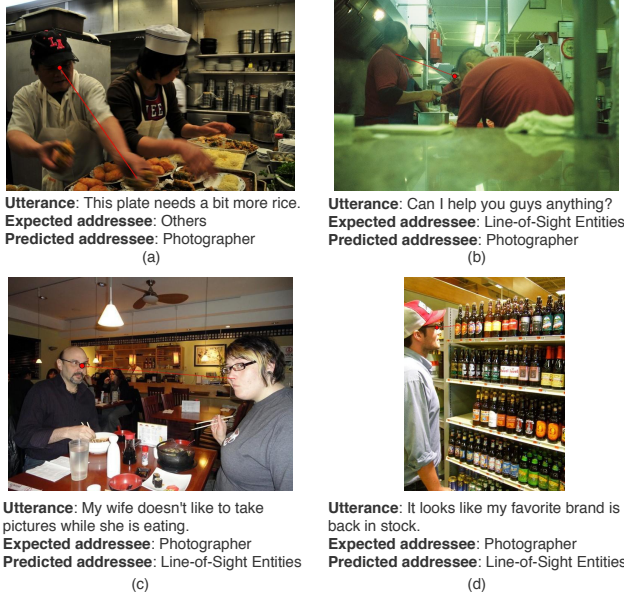 LA
LEE
Utterance: This plate needs a bit more rice.
Expected addressee: Others
Predicted addressee: Photographer
(a)
Utterance: Can I help you guys anything?
Expected addressee: Line-of-Sight Entities
Predicted addressee: Photographer
(b)
Utterance: My wife doesn't like to take
pictures while she is eating.
Expected addressee: Photographer
Predicted addressee: Line-of-Sight Entities
(c)
Utterance: It looks like my favorite brand is
back in stock.
Expected addressee: Photographer
Predicted addressee: Line-of-Sight Entities
(d)